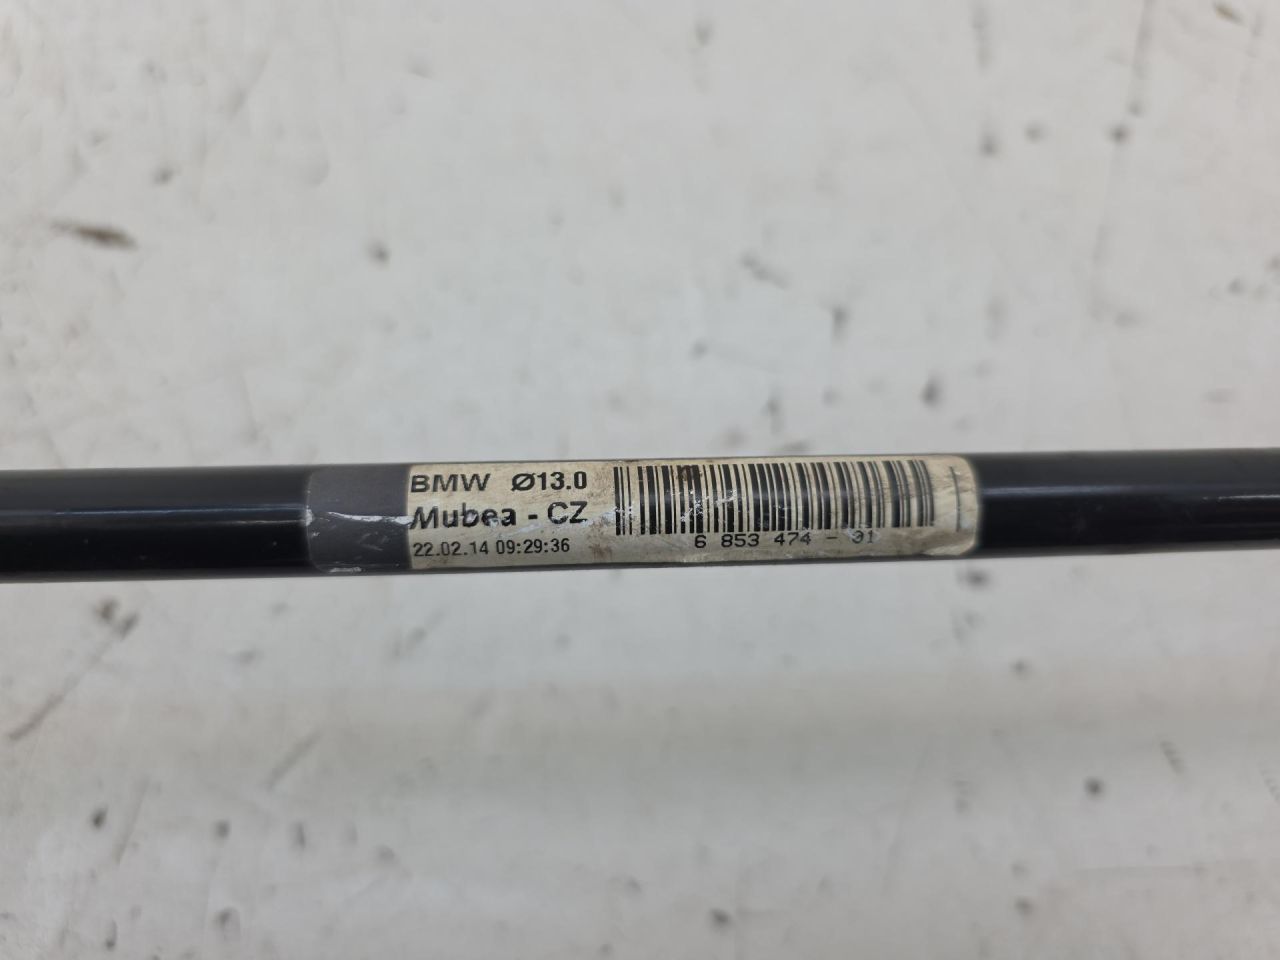 BMW Ø13.0
Mubea - CZ
22.02.14 09:29:36
6 853 474 - 01